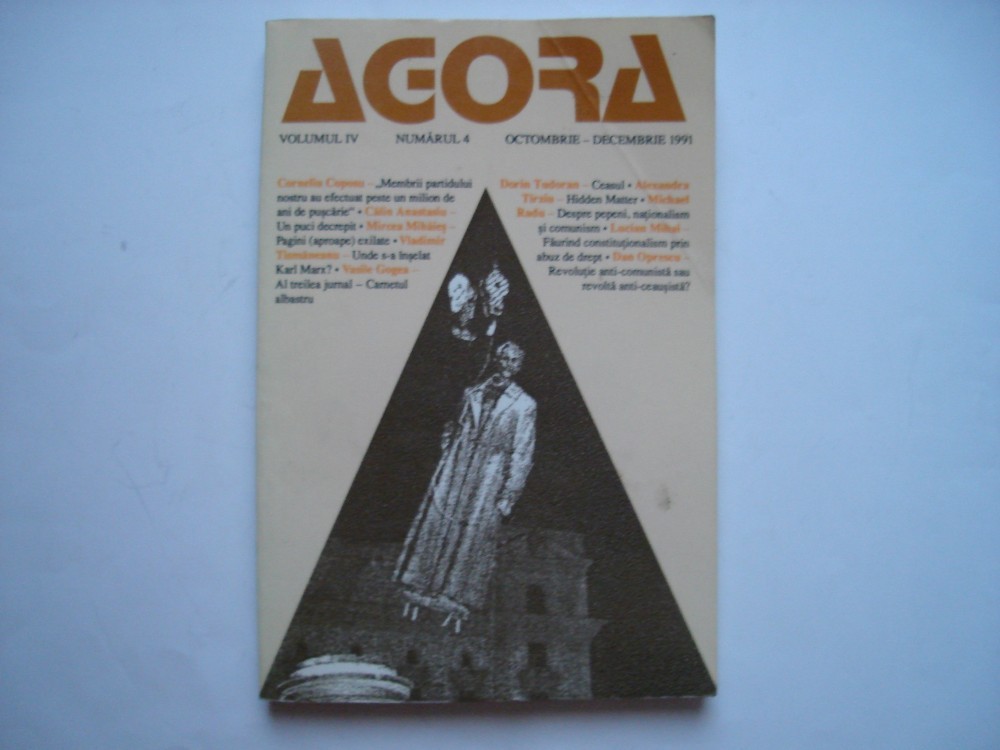 AGORA
VOLUMUL IV NUMĂRUL 4 OCTOMBRIE – DECEMBRIE 1991
Corneliu Coposu – „Membrii partidului
nostru au efectuat peste un milion de
ani de pușcărie" • Călin Anastasiu –
Un puci decrepit • Mircea Mihăieș –
Pagini (aproape) exilate • Vladimir
Tismăneanu – Unde s-a înșelat
Karl Marx? • Vasile Gogea –
Al treilea jurnal – Carnetul
albastru
Dorin Tudoran – Ceasul • Alexandra
Tîrziu – Hidden Matter • Michael
Radu – Despre pepeni, naționalism
și comunism • Lucian Mihai –
Făurind constituționalism prin
abuz de drept • Dan Oprescu –
Revoluție anti-comunistă sau
revoltă anti-ceaușistă?